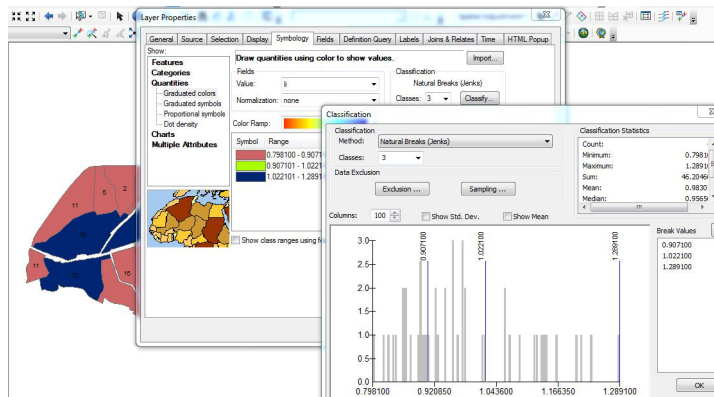 Layer Properties
General Source Selection Display Symbology Fields Definition Query Labels Joins & Relates Time HTML Popup
Show:
Features
Categories
Quantities
Graduated colors
Graduated symbols
Proportional symbols
Dot density
Charts
Multiple Attributes
Draw quantities using color to show values.
Import...
Fields
Value: li
Normalization: none
Classification
Natural Breaks (Jenks)
Classes: 3 Classify...
Color Ramp:
Symbol Range
0.798100 - 0.9071
0.907101 - 1.0221
1.022101 - 1.2891
Show class ranges using
Classification
Classification
Method: Natural Breaks (Jenks)
Classes: 3
Data Exclusion
Exclusion ... Sampling ...
Classification Statistics
Count:
Minimum: 0.7981
Maximum: 1.2891
Sum: 46.2046
Mean: 0.9830
Median: 0.9565
Columns: 100 Show Std. Dev. Show Mean
Break Values
0.907100
1.022100
1.289100
0.907100 1.022100 1.289100
3.0
2.5
2.0
1.5
1.0
0.5
0.0
0.798100 0.920850 1.043600 1.166350 1.289100
OK
11 6 2
11 15